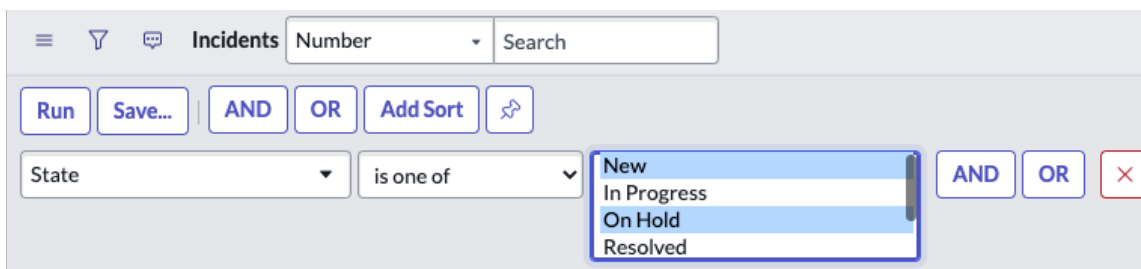 Incidents Number Search
Run Save... AND OR Add Sort
State is one of New AND OR
In Progress
On Hold
Resolved